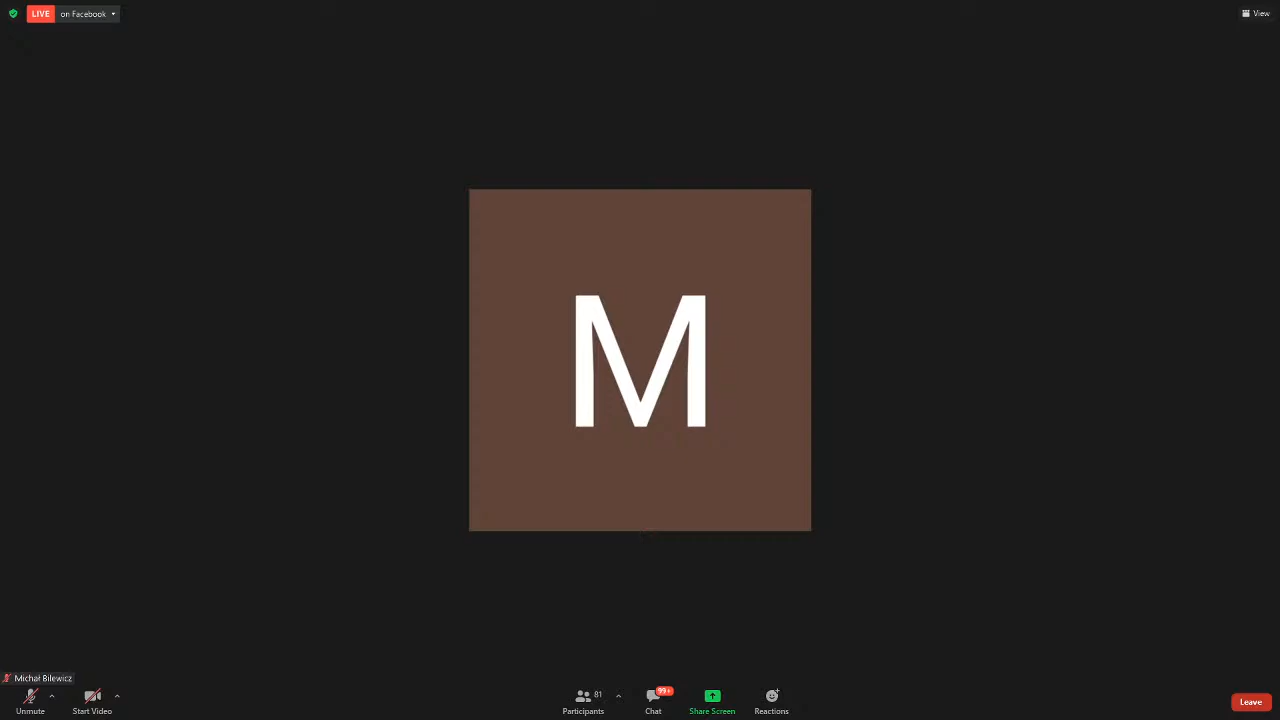 LIVE on Facebook
View
M
Michał Bilewicz
Unmute
Start Video
81
Participants
99+
Chat
Share Screen
Reactions
Leave